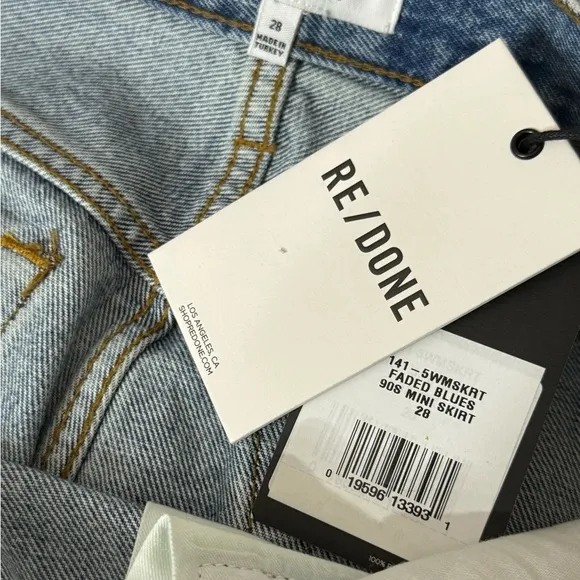 28
MADE IN
TURKEY
RE/DONE
LOS ANGELES, CA
SHOPREDONE.COM
141-5WMSKRT
FADED BLUES
90S MINI SKIRT
28
0 19596 13393 1
100%